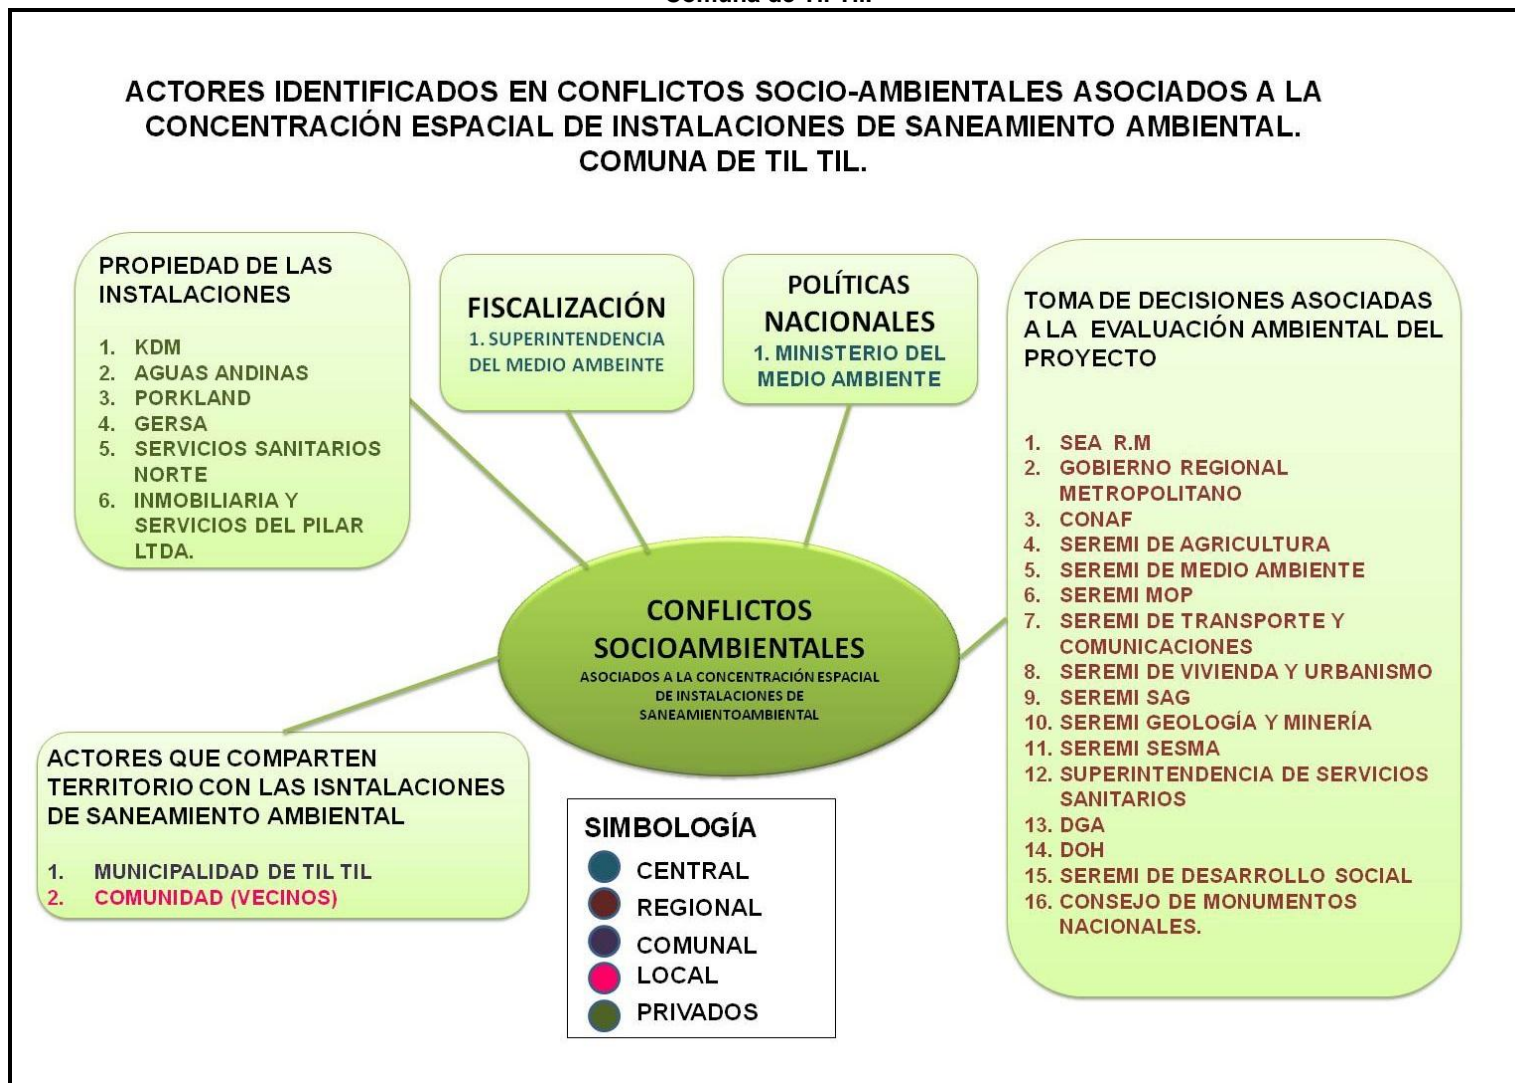 Comuna de Til Til.
ACTORES IDENTIFICADOS EN CONFLICTOS SOCIO-AMBIENTALES ASOCIADOS A LA
CONCENTRACIÓN ESPACIAL DE INSTALACIONES DE SANEAMIENTO AMBIENTAL.
COMUNA DE TIL TIL.
PROPIEDAD DE LAS
INSTALACIONES
1. KDM
2. AGUAS ANDINAS
3. PORKLAND
4. GERSA
5. SERVICIOS SANITARIOS
NORTE
6. INMOBILIARIA Y
SERVICIOS DEL PILAR
LTDA.
FISCALIZACIÓN
1. SUPERINTENDENCIA
DEL MEDIO AMBEINTE
POLÍTICAS
NACIONALES
1. MINISTERIO DEL
MEDIO AMBIENTE
TOMA DE DECISIONES ASOCIADAS
A LA EVALUACIÓN AMBIENTAL DEL
PROYECTO
1. SEA R.M
2. GOBIERNO REGIONAL
METROPOLITANO
3. CONAF
4. SEREMI DE AGRICULTURA
5. SEREMI DE MEDIO AMBIENTE
6. SEREMI MOP
7. SEREMI DE TRANSPORTE Y
COMUNICACIONES
8. SEREMI DE VIVIENDA Y URBANISMO
9. SEREMI SAG
10. SEREMI GEOLOGÍA Y MINERÍA
11. SEREMI SESMA
12. SUPERINTENDENCIA DE SERVICIOS
SANITARIOS
13. DGA
14. DOH
15. SEREMI DE DESARROLLO SOCIAL
16. CONSEJO DE MONUMENTOS
NACIONALES.
CONFLICTOS
SOCIOAMBIENTALES
ASOCIADOS A LA CONCENTRACIÓN ESPACIAL
DE INSTALACIONES DE
SANEAMIENTOAMBIENTAL
ACTORES QUE COMPARTEN
TERRITORIO CON LAS ISNTALACIONES
DE SANEAMIENTO AMBIENTAL
1. MUNICIPALIDAD DE TIL TIL
2. COMUNIDAD (VECINOS)
SIMBOLOGÍA
CENTRAL
REGIONAL
COMUNAL
LOCAL
PRIVADOS